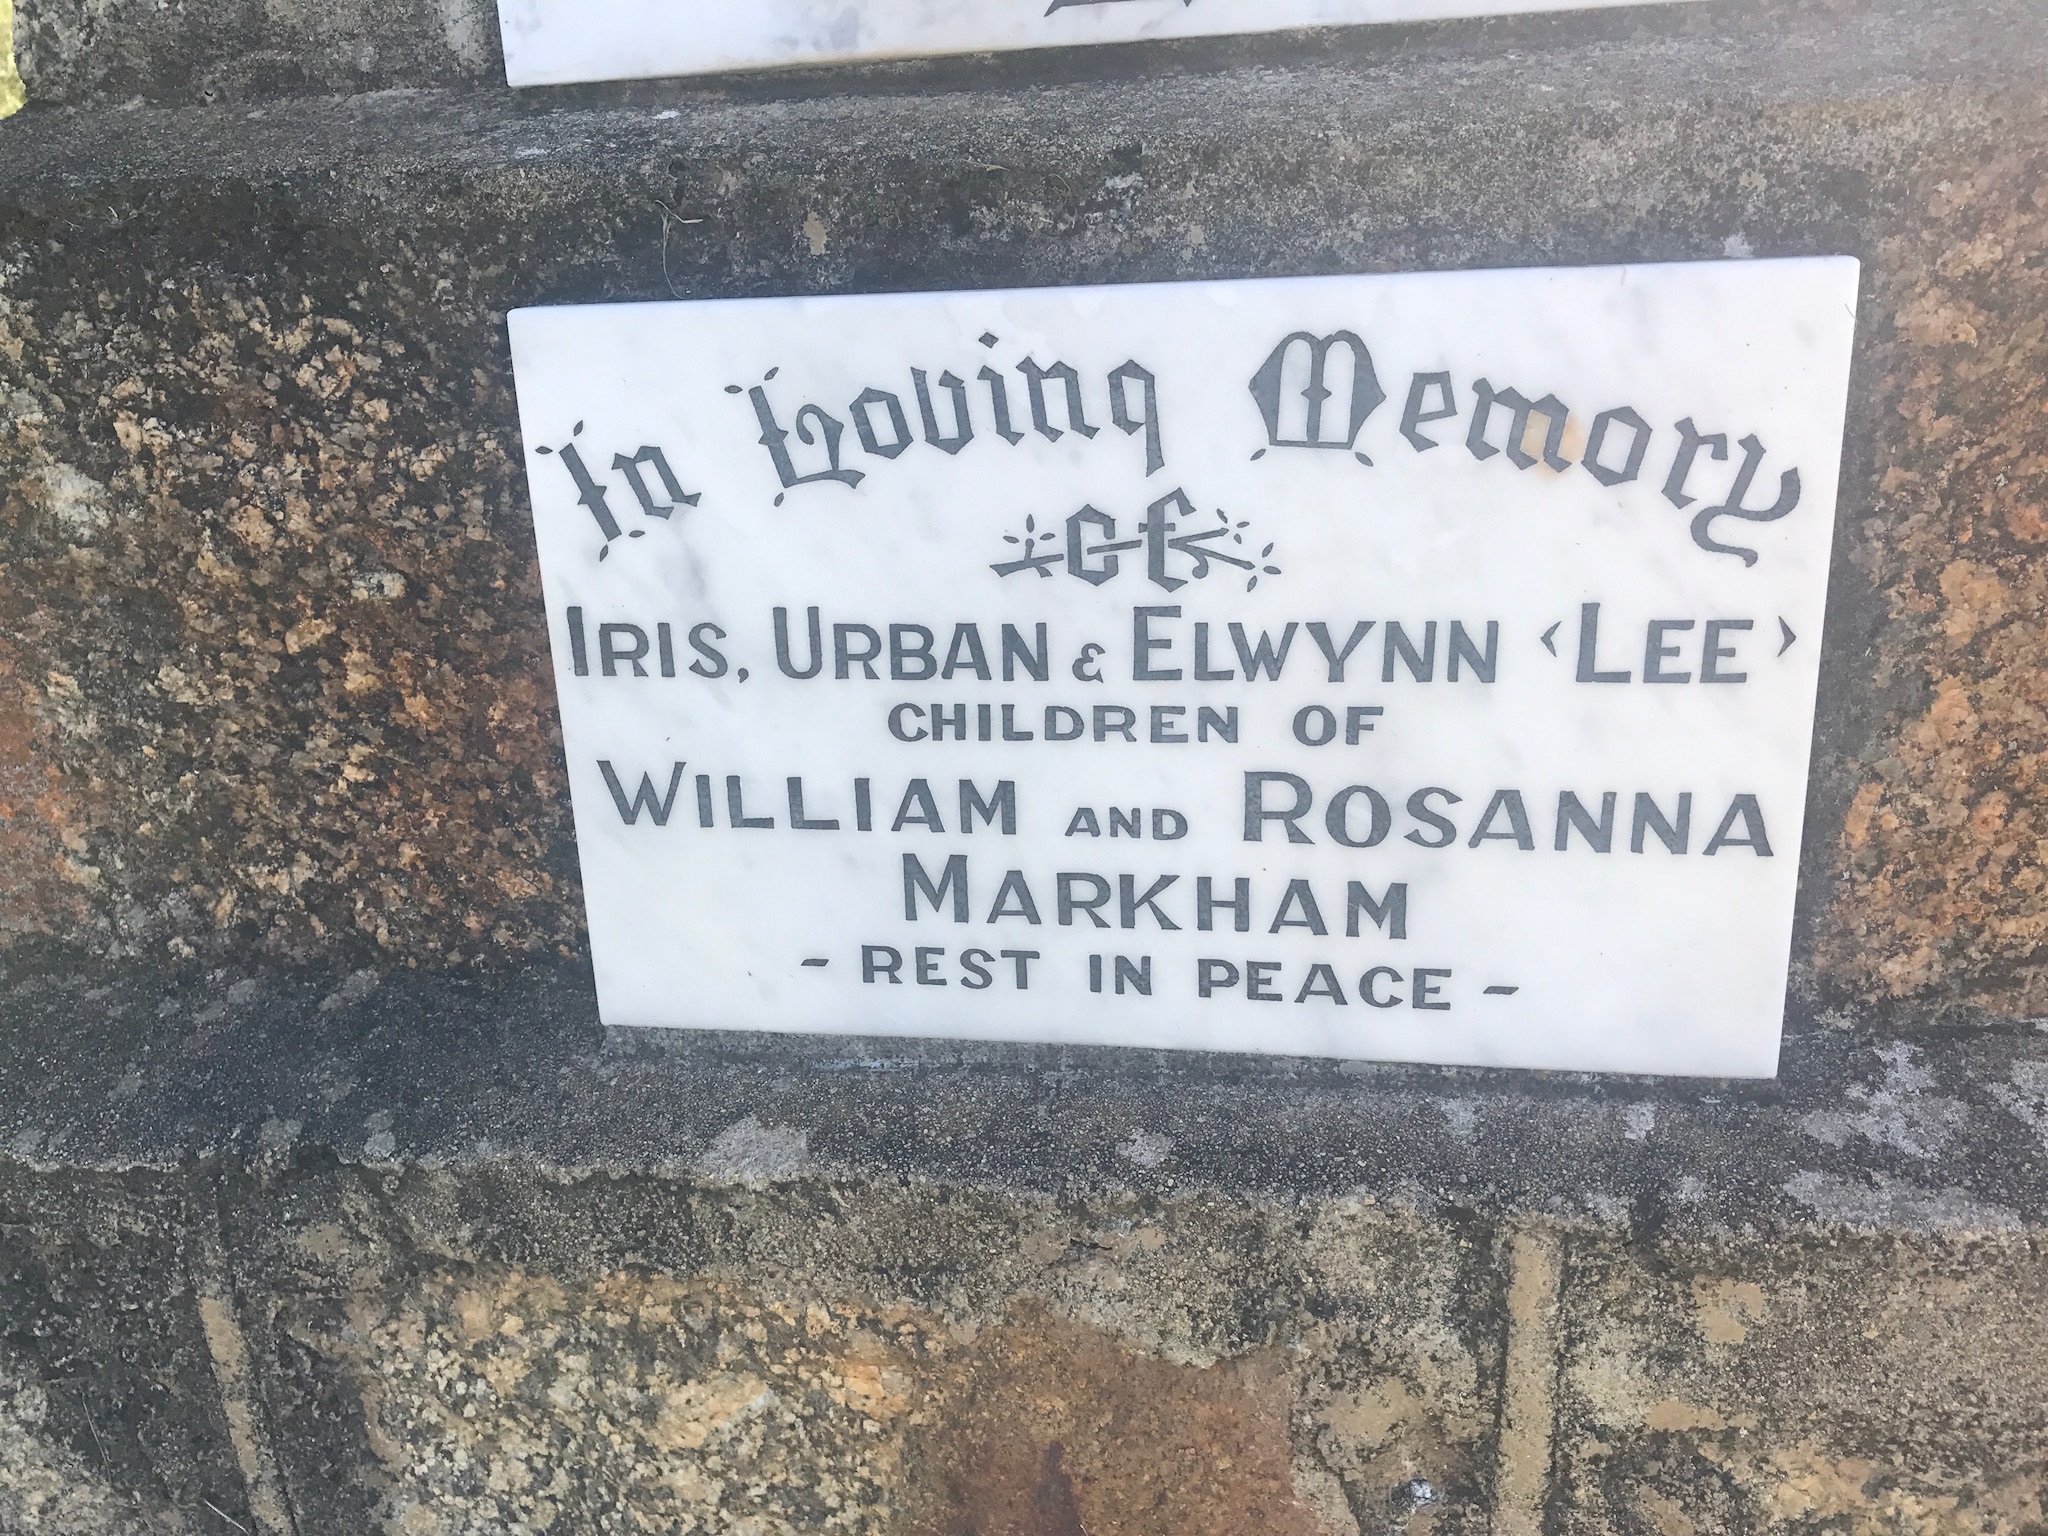 In Loving Memory
of
IRIS, URBAN & ELWYNN ‹LEE›
CHILDREN OF
WILLIAM AND ROSANNA
MARKHAM
- REST IN PEACE -